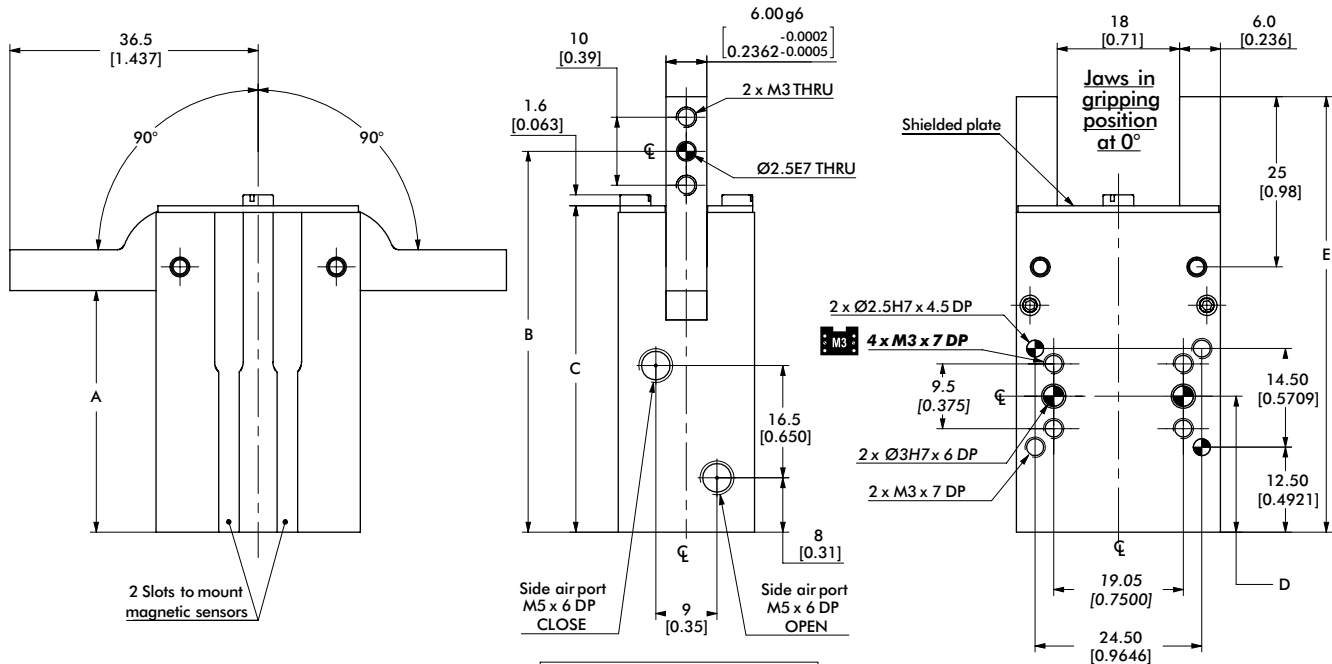 36.5
[1.437]
90°
90°
A
2 Slots to mount
magnetic sensors
6.00 g6
-0.0002
0.2362-0.0005
10
[0.39]
1.6
[0.063]
2 x M3 THRU
℄
Ø2.5E7 THRU
B
C
16.5
[0.650]
8
[0.31]
℄
Side air port
M5 x 6 DP
CLOSE
9
[0.35]
Side air port
M5 x 6 DP
OPEN
18
[0.71]
6.0
[0.236]
Jaws in
gripping
position
at 0°
Shielded plate
25
[0.98]
E
2 x Ø2.5H7 x 4.5 DP
M3
4 x M3 x 7 DP
9.5
[0.375]
℄
14.50
[0.5709]
2 x Ø3H7 x 6 DP
2 x M3 x 7 DP
12.50
[0.4921]
℄
D
19.05
[0.7500]
24.50
[0.9646]